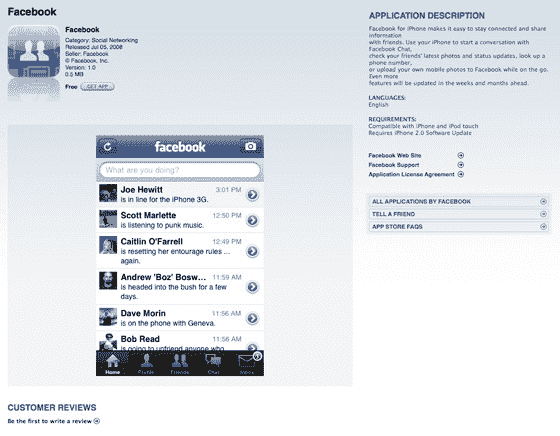 Facebook
Facebook
Category: Social Networking
Released Jul 05, 2008
Seller: Facebook
© Facebook, Inc.
Version: 1.0
0.5 MB
Free GET APP
facebook
What are you doing?
Joe Hewitt 3:01 PM
is in line for the iPhone 3G.
Scott Marlette 12:50 PM
is listening to punk music.
Caitlin O'Farrell 12:49 PM
is resetting her entourage rules ...
again.
Andrew 'Boz' Bosw... 11:59 AM
is headed into the bush for a few
days.
Dave Morin 11:56 AM
is on the phone with Geneva.
Bob Read 11:56 AM
is going to unfriend anyone who
Home Profile Friends Chat Inbox
CUSTOMER REVIEWS
Be the first to write a review
APPLICATION DESCRIPTION
Facebook for iPhone makes it easy to stay connected and share
information
with friends. Use your iPhone to start a conversation with
Facebook Chat,
check your friends' latest photos and status updates, look up a
phone number,
or upload your own mobile photos to Facebook while on the go.
Even more
features will be updated in the weeks and months ahead.
LANGUAGES:
English
REQUIREMENTS:
Compatible with iPhone and iPod touch
Requires iPhone 2.0 Software Update
Facebook Web Site
Facebook Support
Application License Agreement
ALL APPLICATIONS BY FACEBOOK
TELL A FRIEND
APP STORE FAQS